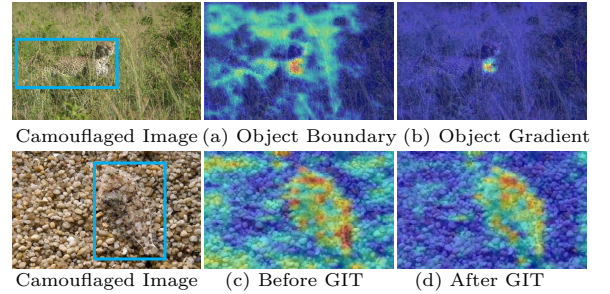 Camouflaged Image (a) Object Boundary (b) Object Gradient
Camouflaged Image (c) Before GIT (d) After GIT